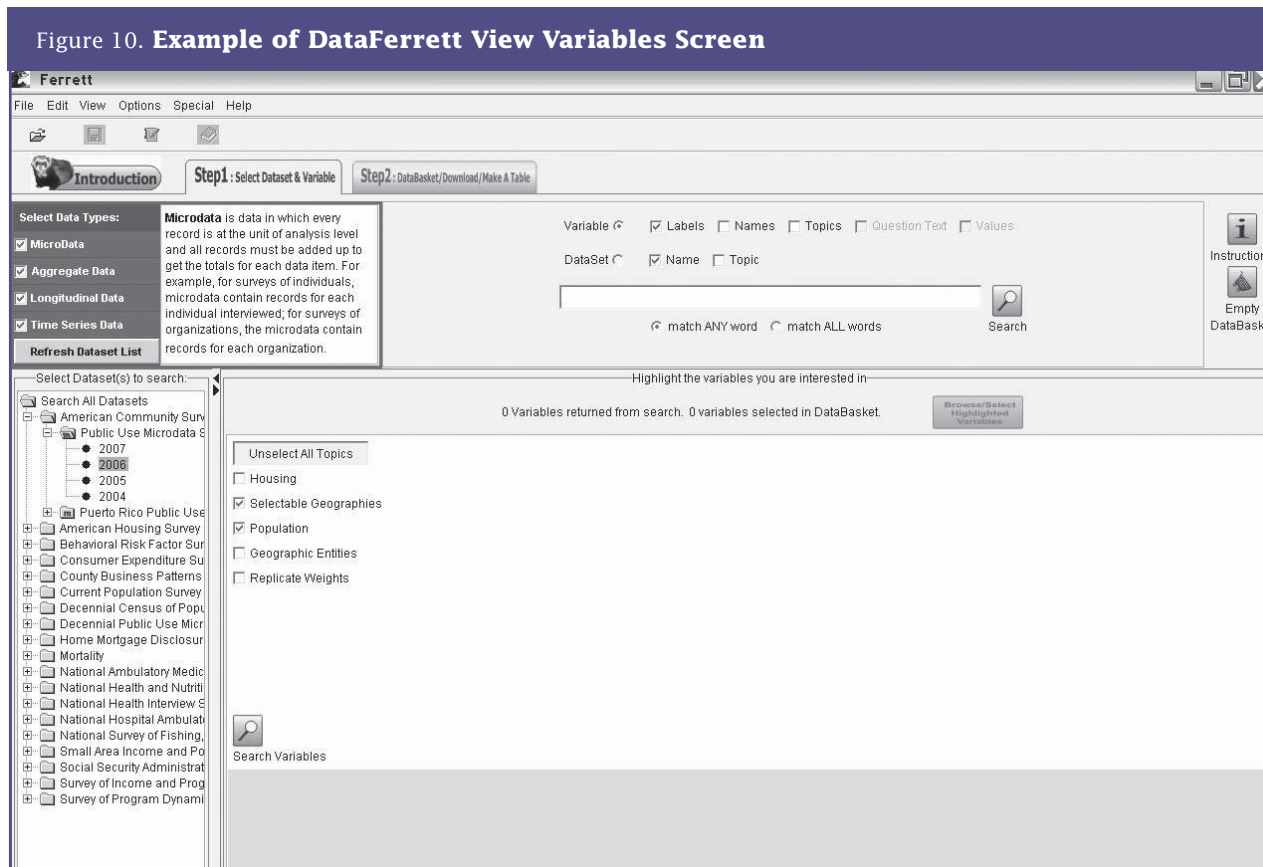 Figure 10. Example of DataFerrett View Variables Screen
Ferrett
File Edit View Options Special Help
Introduction
Step1 : Select Dataset & Variable
Step2 : DataBasket/Download/Make A Table
Select Data Types:
MicroData
Aggregate Data
Longitudinal Data
Time Series Data
Refresh Dataset List
Microdata is data in which every
record is at the unit of analysis level
and all records must be added up to
get the totals for each data item. For
example, for surveys of individuals,
microdata contain records for each
individual interviewed; for surveys of
organizations, the microdata contain
records for each organization.
Variable Labels Names Topics Question Text Values
DataSet Name Topic
match ANY word match ALL words
Search
Instruction
Empty
DataBask
Select Dataset(s) to search:
Search All Datasets
American Community Surv
Public Use Microdata S
2007
2006
2005
2004
Puerto Rico Public Use
American Housing Survey
Behavioral Risk Factor Sur
Consumer Expenditure Su
County Business Patterns
Current Population Survey
Decennial Census of Popu
Decennial Public Use Micr
Home Mortgage Disclosur
Mortality
National Ambulatory Medic
National Health and Nutriti
National Health Interview S
National Hospital Ambulat
National Survey of Fishing,
Small Area Income and Po
Social Security Administrat
Survey of Income and Prog
Survey of Program Dynami
Highlight the variables you are interested in
0 Variables returned from search. 0 variables selected in DataBasket.
Browse/Select
Highlighted
Variables
Unselect All Topics
Housing
Selectable Geographies
Population
Geographic Entities
Replicate Weights
Search Variables